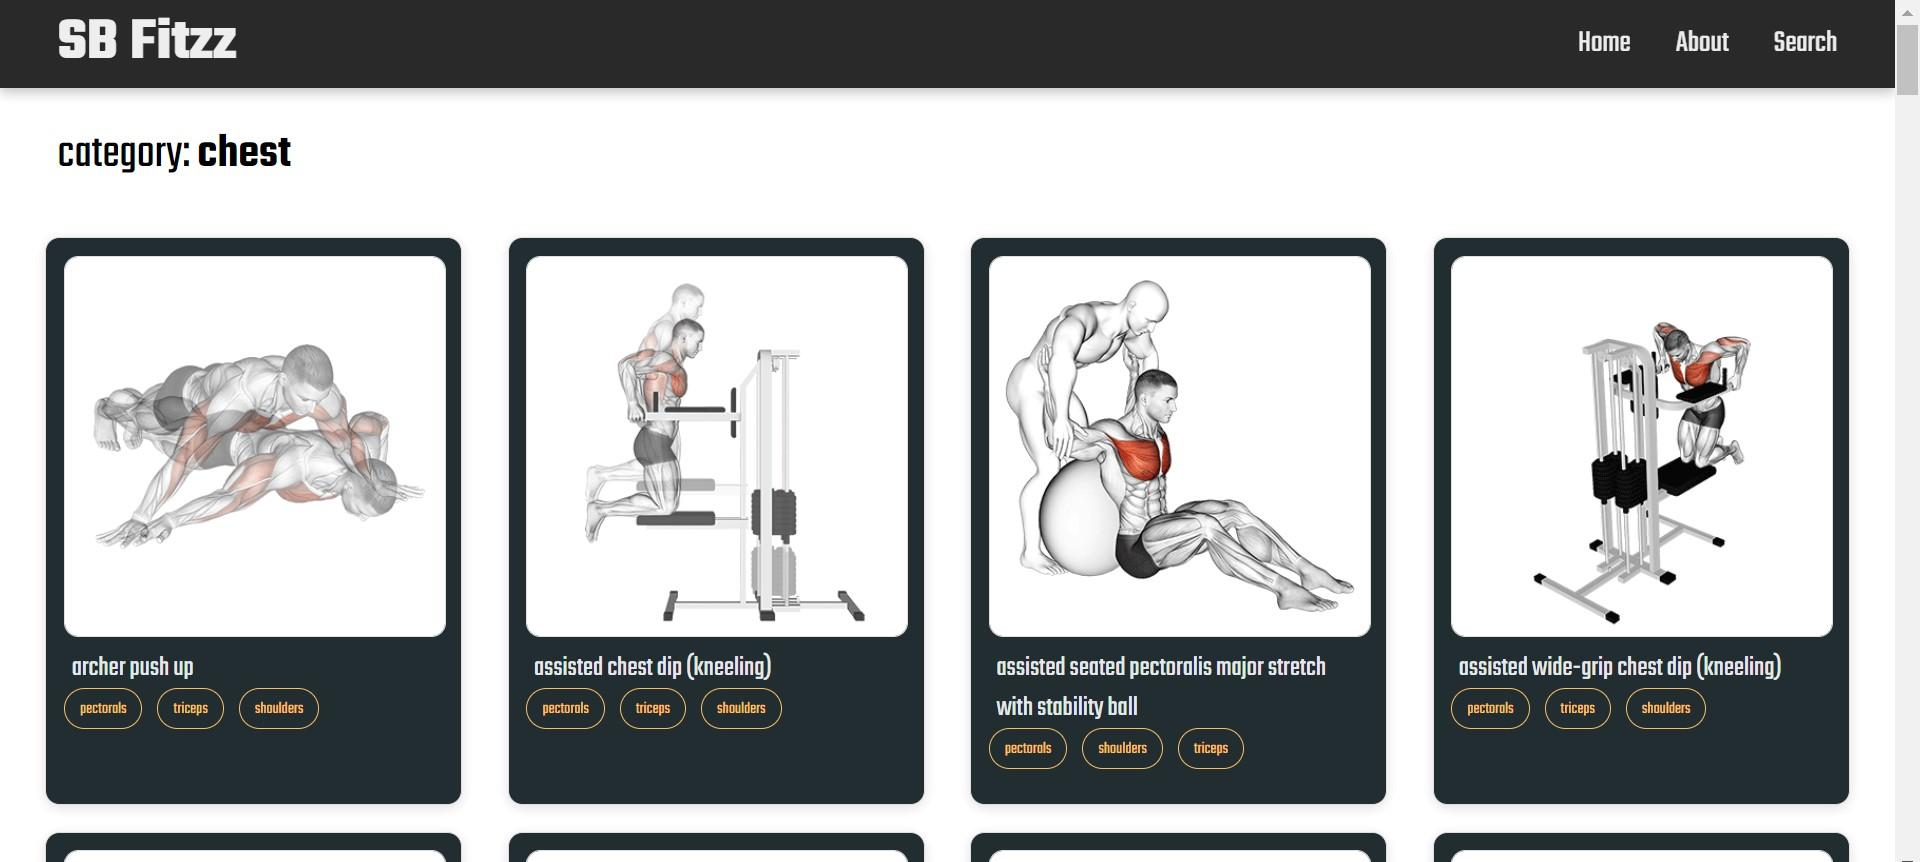 SB Fitzz
Home About Search
category: chest
archer push up
pectorals triceps shoulders
assisted chest dip (kneeling)
pectorals triceps shoulders
assisted seated pectoralis major stretch
with stability ball
pectorals shoulders triceps
assisted wide-grip chest dip (kneeling)
pectorals triceps shoulders